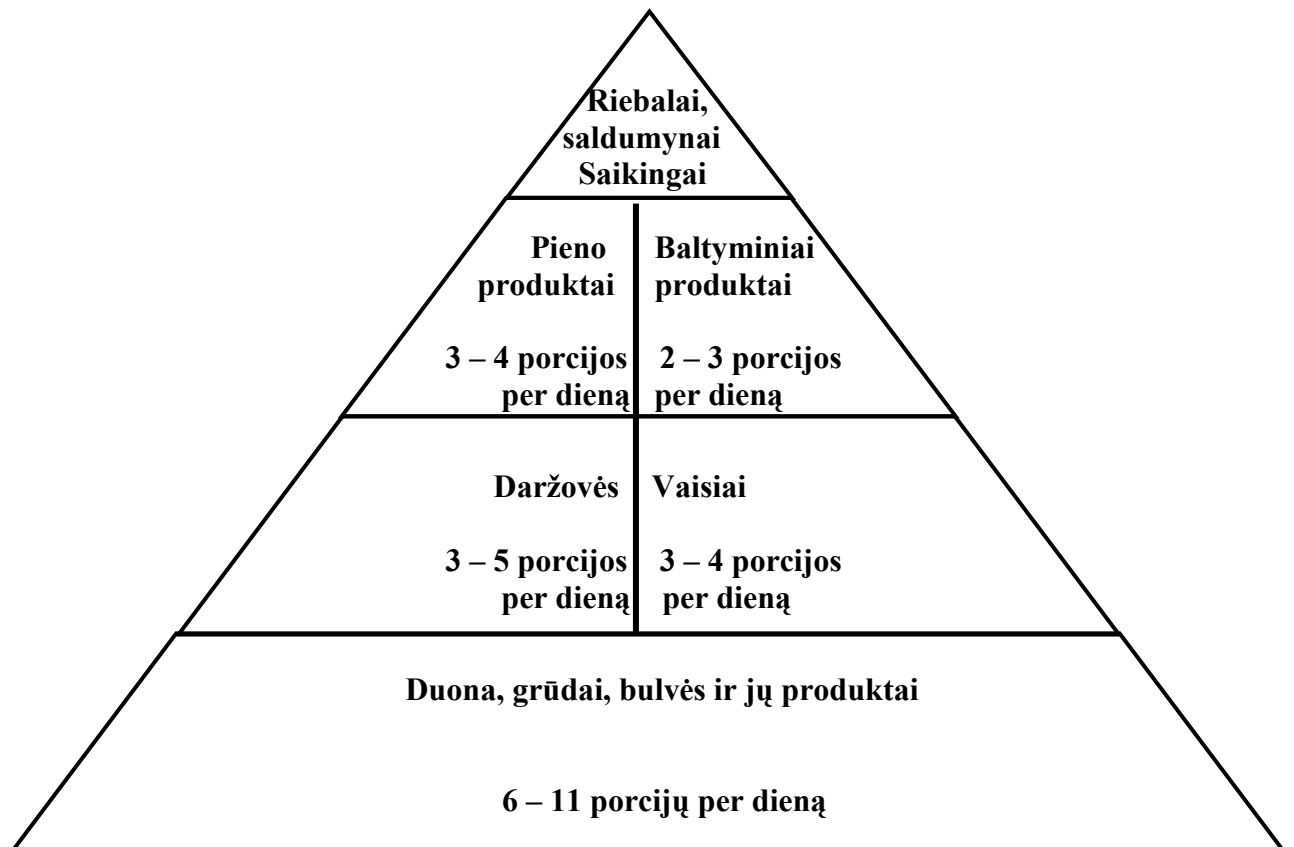 Riebalai,
saldumynai
Saikingai
Pieno
produktai
3 – 4 porcijos
per dieną
Baltyminiai
produktai
2 – 3 porcijos
per dieną
Daržovės
3 – 5 porcijos
per dieną
Vaisiai
3 – 4 porcijos
per dieną
Duona, grūdai, bulvės ir jų produktai
6 – 11 porcijų per dieną